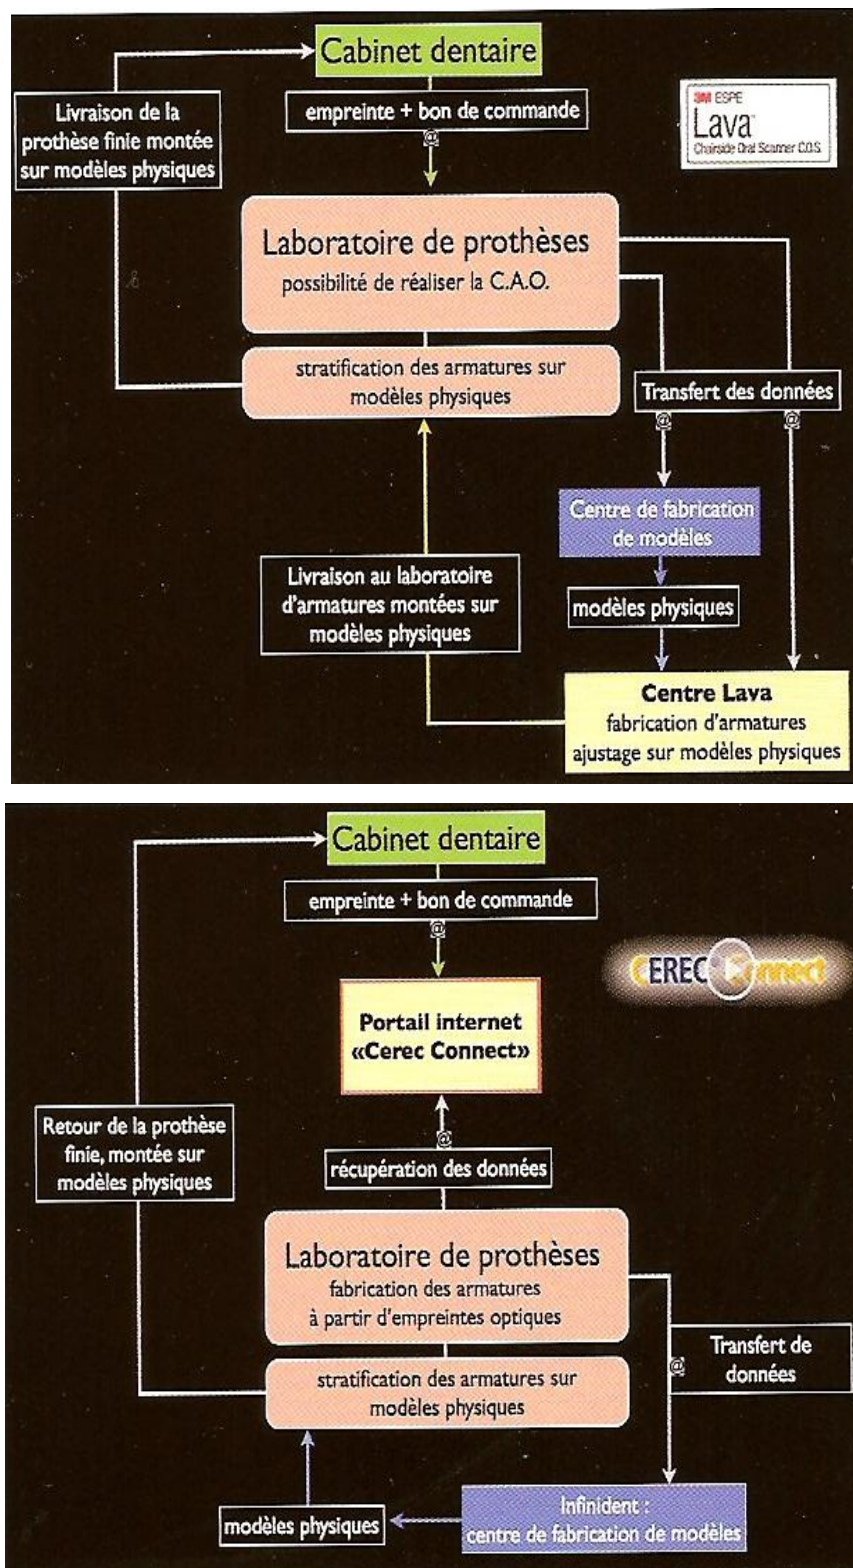 Cabinet dentaire
empreinte + bon de commande
@
Livraison de la
prothèse finie montée
sur modèles physiques
3M ESPE
Lava™
Chairside Oral Scanner C.O.S.
Laboratoire de prothèses
possibilité de réaliser la C.A.O.
stratification des armatures sur
modèles physiques
Transfert des données
@ @
Centre de fabrication
de modèles
Livraison au laboratoire
d'armatures montées sur
modèles physiques
modèles physiques
Centre Lava
fabrication d'armatures
ajustage sur modèles physiques
Cabinet dentaire
empreinte + bon de commande
@
CEREC Connect
Portail internet
«Cerec Connect»
Retour de la prothèse
finie, montée sur
modèles physiques
@
récupération des données
Laboratoire de prothèses
fabrication des armatures
à partir d'empreintes optiques
Transfert de
données
@
stratification des armatures sur
modèles physiques
modèles physiques
Infinident :
centre de fabrication de modèles